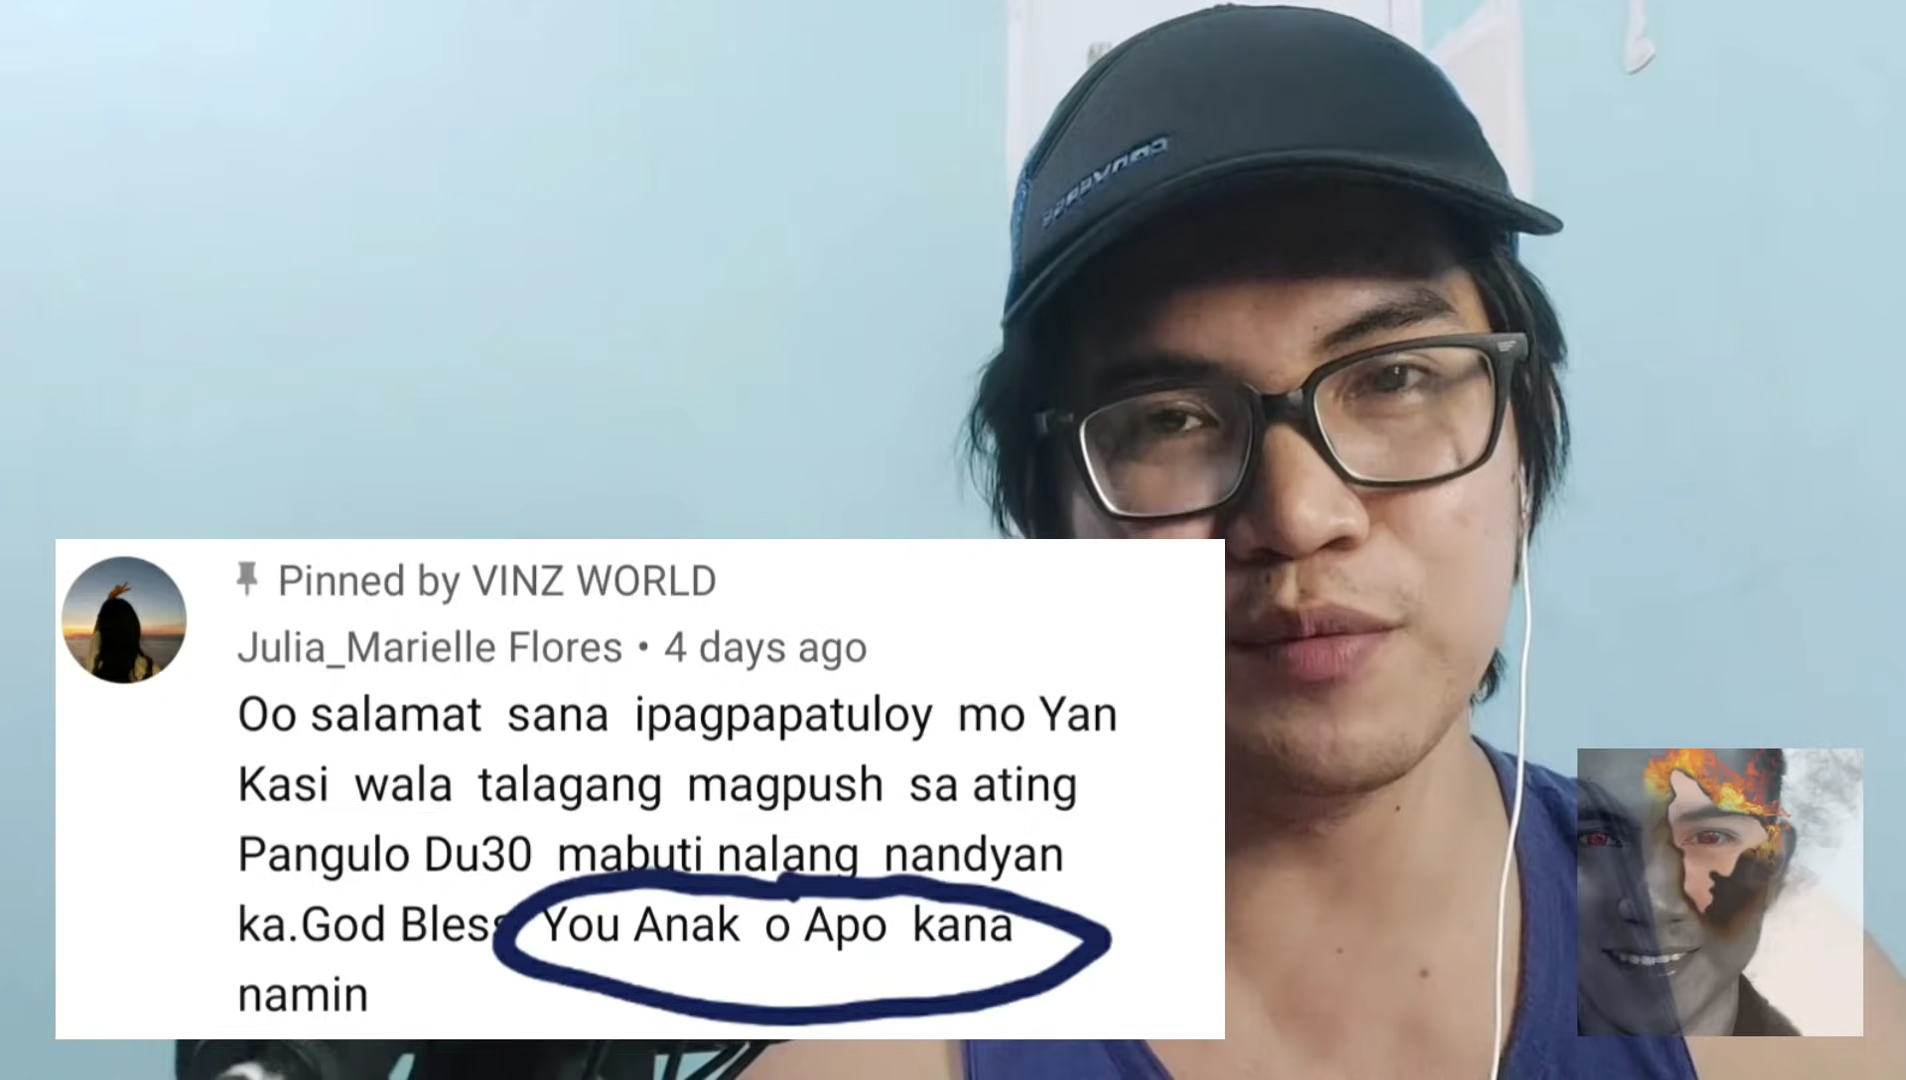 Pinned by VINZ WORLD
Julia_Marielle Flores • 4 days ago
Oo salamat sana ipagpapatuloy mo Yan
Kasi wala talagang magpush sa ating
Pangulo Du30 mabuti nalang nandyan
ka.God Bless You Anak o Apo kana
namin